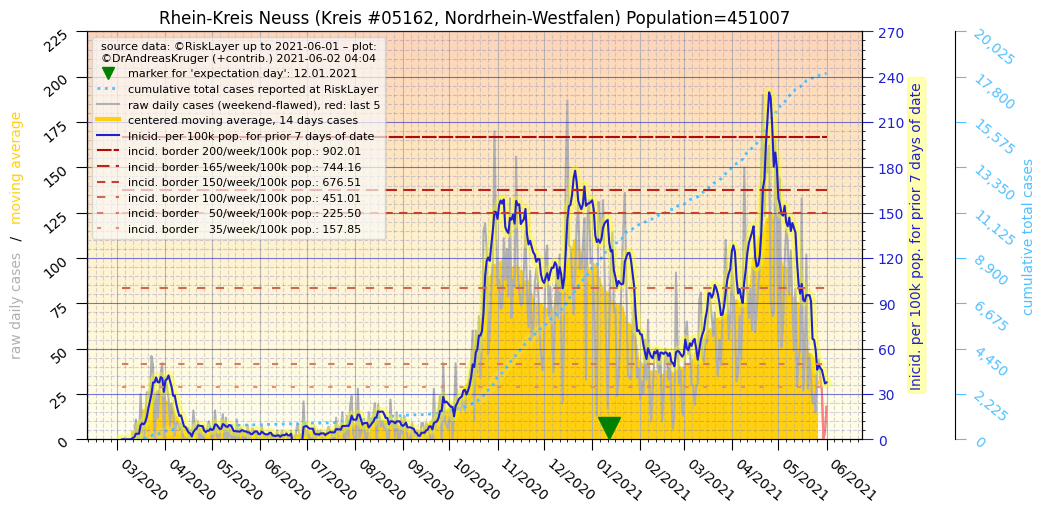 Rhein-Kreis Neuss (Kreis #05162, Nordrhein-Westfalen) Population=451007
source data: ©RiskLayer up to 2021-06-01 – plot:
©DrAndreasKruger (+contrib.) 2021-06-02 04:04
marker for 'expectation day': 12.01.2021
cumulative total cases reported at RiskLayer
raw daily cases (weekend-flawed), red: last 5
centered moving average, 14 days cases
Inicid. per 100k pop. for prior 7 days of date
incid. border 200/week/100k pop.: 902.01
incid. border 165/week/100k pop.: 744.16
incid. border 150/week/100k pop.: 676.51
incid. border 100/week/100k pop.: 451.01
incid. border   50/week/100k pop.: 225.50
incid. border   35/week/100k pop.: 157.85
raw daily cases  /  moving average
225
200
175
150
125
100
75
50
25
0
03/2020
04/2020
05/2020
06/2020
07/2020
08/2020
09/2020
10/2020
11/2020
12/2020
01/2021
02/2021
03/2021
04/2021
05/2021
06/2021
270
240
210
180
150
120
90
60
30
0
Inicid. per 100k pop. for prior 7 days of date
20,025
17,800
15,575
13,350
11,125
8,900
6,675
4,450
2,225
0
cumulative total cases